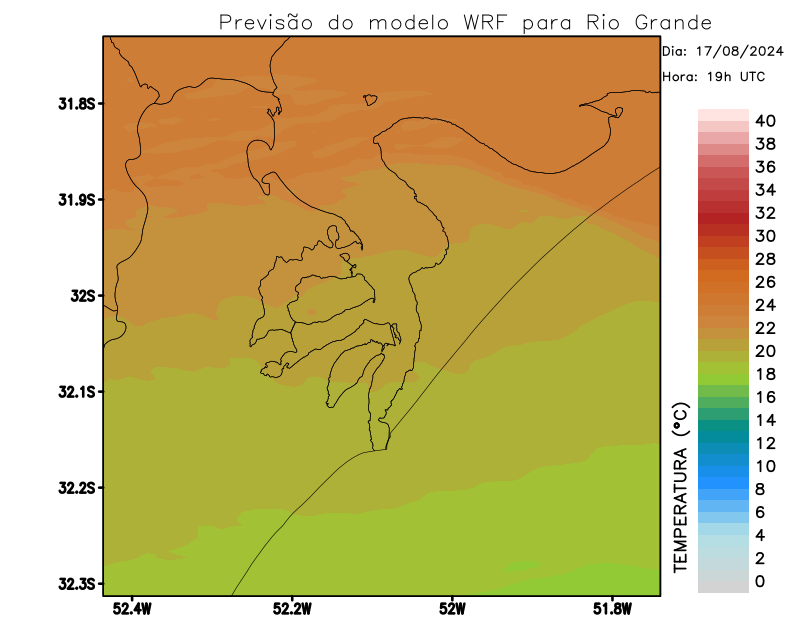 Previsão do modelo WRF para Rio Grande
Dia: 17/08/2024
Hora: 19h UTC
31.8S
31.9S
32S
32.1S
32.2S
32.3S
52.4W
52.2W
52W
51.8W
TEMPERATURA (°C)
40
38
36
34
32
30
28
26
24
22
20
18
16
14
12
10
8
6
4
2
0